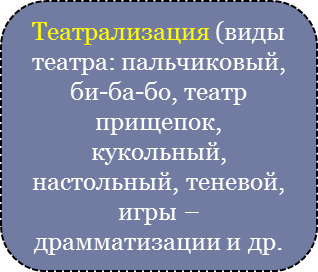 Театрализация (виды
театра: пальчиковый,
би-ба-бо, театр
прищепок,
кукольный,
настольный, теневой,
игры –
драмматизации и др.